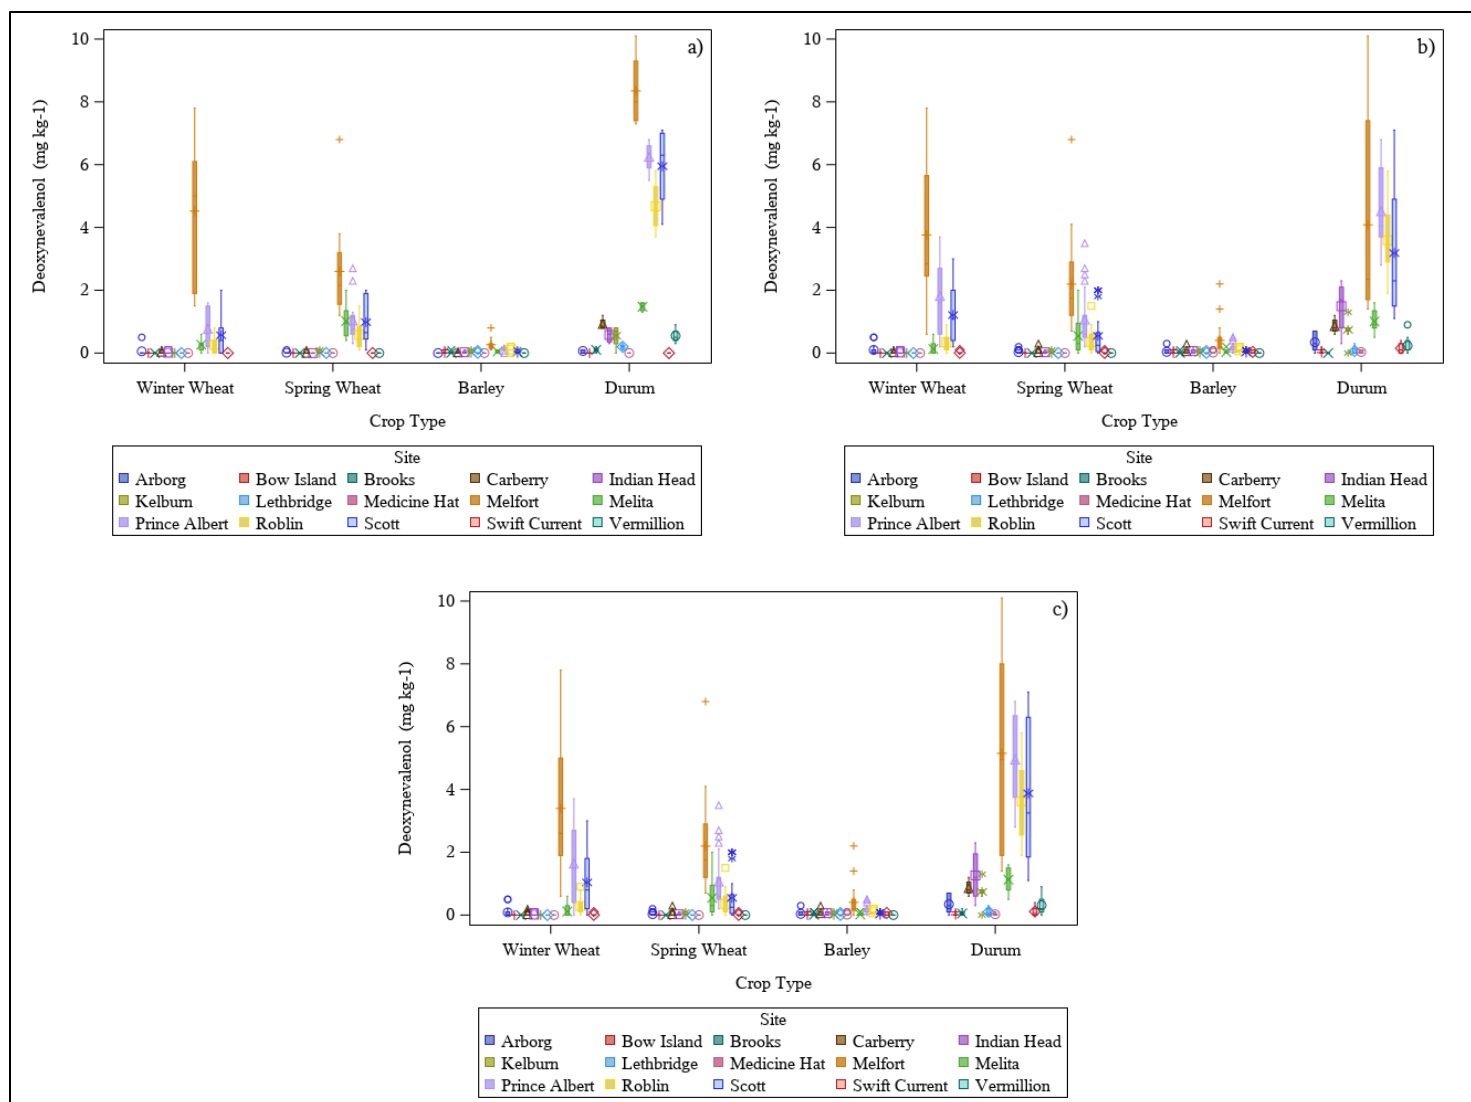 a)
10
8
6
4
2
0
Deoxynevalenol (mg kg-1)
Winter Wheat Spring Wheat Barley Durum
Crop Type
Site
Arborg Bow Island Brooks Carberry Indian Head
Kelburn Lethbridge Medicine Hat Melfort Melita
Prince Albert Roblin Scott Swift Current Vermillion
b)
10
8
6
4
2
0
Deoxynevalenol (mg kg-1)
Winter Wheat Spring Wheat Barley Durum
Crop Type
Site
Arborg Bow Island Brooks Carberry Indian Head
Kelburn Lethbridge Medicine Hat Melfort Melita
Prince Albert Roblin Scott Swift Current Vermillion
c)
10
8
6
4
2
0
Deoxynevalenol (mg kg-1)
Winter Wheat Spring Wheat Barley Durum
Crop Type
Site
Arborg Bow Island Brooks Carberry Indian Head
Kelburn Lethbridge Medicine Hat Melfort Melita
Prince Albert Roblin Scott Swift Current Vermillion